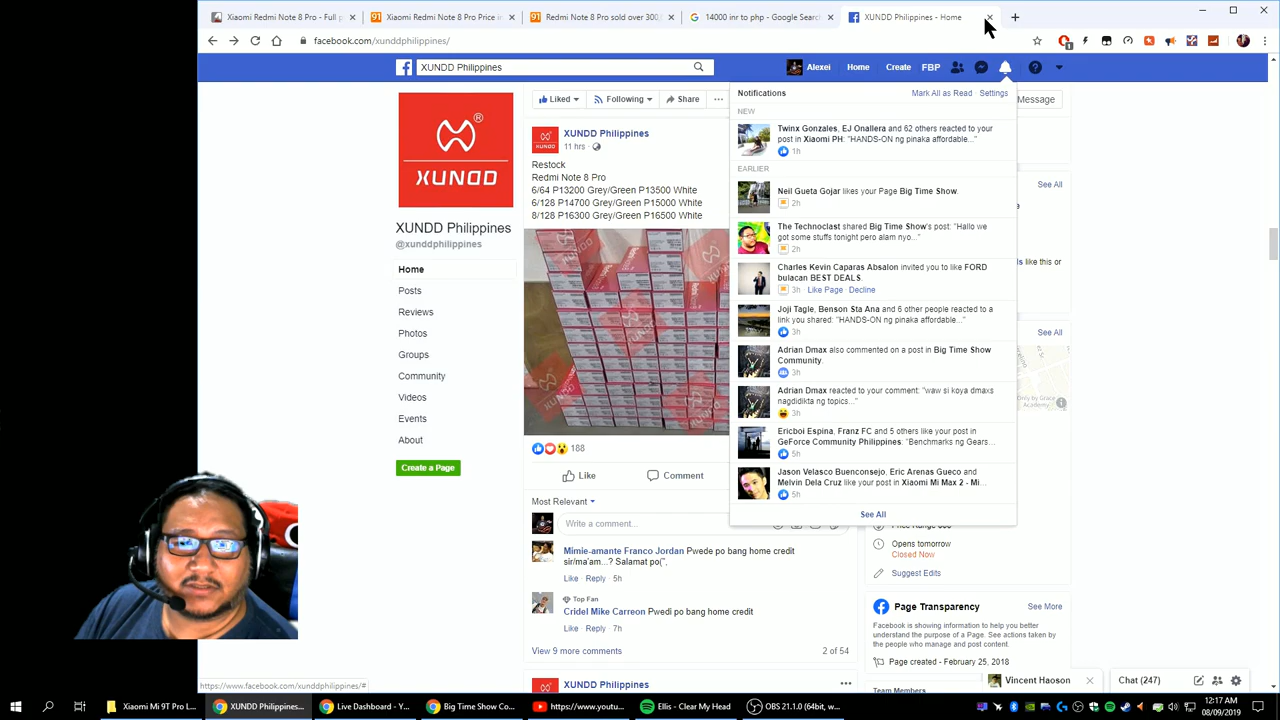 Xiaomi Redmi Note 8 Pro - Full p
Xiaomi Redmi Note 8 Pro Price in
Redmi Note 8 Pro sold over 300,
14000 inr to php - Google Searc
XUNDD Philippines - Home
facebook.com/xunddphilippines/
XUNDD Philippines
Alexei
Home
Create
FBP
Liked
Following
Share
Message
XUNDD
XUNDD Philippines
@xunddphilippines
Home
Posts
Reviews
Photos
Groups
Community
Videos
Events
About
Create a Page
XUNDD Philippines
11 hrs
Restock
Redmi Note 8 Pro
6/64 P13200 Grey/Green P13500 White
6/128 P14700 Grey/Green P15000 White
8/128 P16300 Grey/Green P16500 White
188
Like
Comment
Most Relevant
Write a comment...
Mimie-amante Franco Jordan Pwede po bang home credit
sir/ma'am...? Salamat po(",
Like · Reply · 5h
Top Fan
Cridel Mike Carreon Pwedi po bang home credit
Like · Reply · 7h
View 9 more comments
2 of 54
XUNDD Philippines
Notifications
Mark All as Read · Settings
NEW
Twinx Gonzales, EJ Onallera and 62 others reacted to your
post in Xiaomi PH: "HANDS-ON ng pinaka affordable..."
1h
EARLIER
Neil Gueta Gojar likes your Page Big Time Show.
2h
The Technoclast shared Big Time Show's post: "Hallo we
got some stuffs tonight pero alam nyo..."
2h
Charles Kevin Caparas Absalon invited you to like FORD
bulacan BEST DEALS.
3h
Like Page
Decline
Joji Tagle, Benson Sta Ana and 6 other people reacted to a
link you shared: "HANDS-ON ng pinaka affordable..."
3h
Adrian Dmax also commented on a post in Big Time Show
Community.
3h
Adrian Dmax reacted to your comment: "waw si koya dmaxs
nagdidikta ng topics..."
3h
Ericboi Espina, Franz FC and 5 others like your post in
GeForce Community Philippines: "Benchmarks ng Gears...
5h
Jason Velasco Buenconsejo, Eric Arenas Gueco and
Melvin Dela Cruz like your post in Xiaomi Mi Max 2 - Mi...
5h
See All
See All
like this or
See All
Opens tomorrow
Closed Now
Suggest Edits
Page Transparency
See More
Facebook is showing information to help you better
understand the purpose of a Page. See actions taken by
the people who manage and post content.
Page created - February 25, 2018
Team Members
Vincent Haoson
Chat (247)
https://www.facebook.com/xunddphilippines/#
Xiaomi Mi 9T Pro L...
XUNDD Philippines...
Live Dashboard - Y...
Big Time Show Co...
https://www.youtu...
Ellis - Clear My Head
OBS 21.1.0 (64bit, w...
12:17 AM
08/09/2019